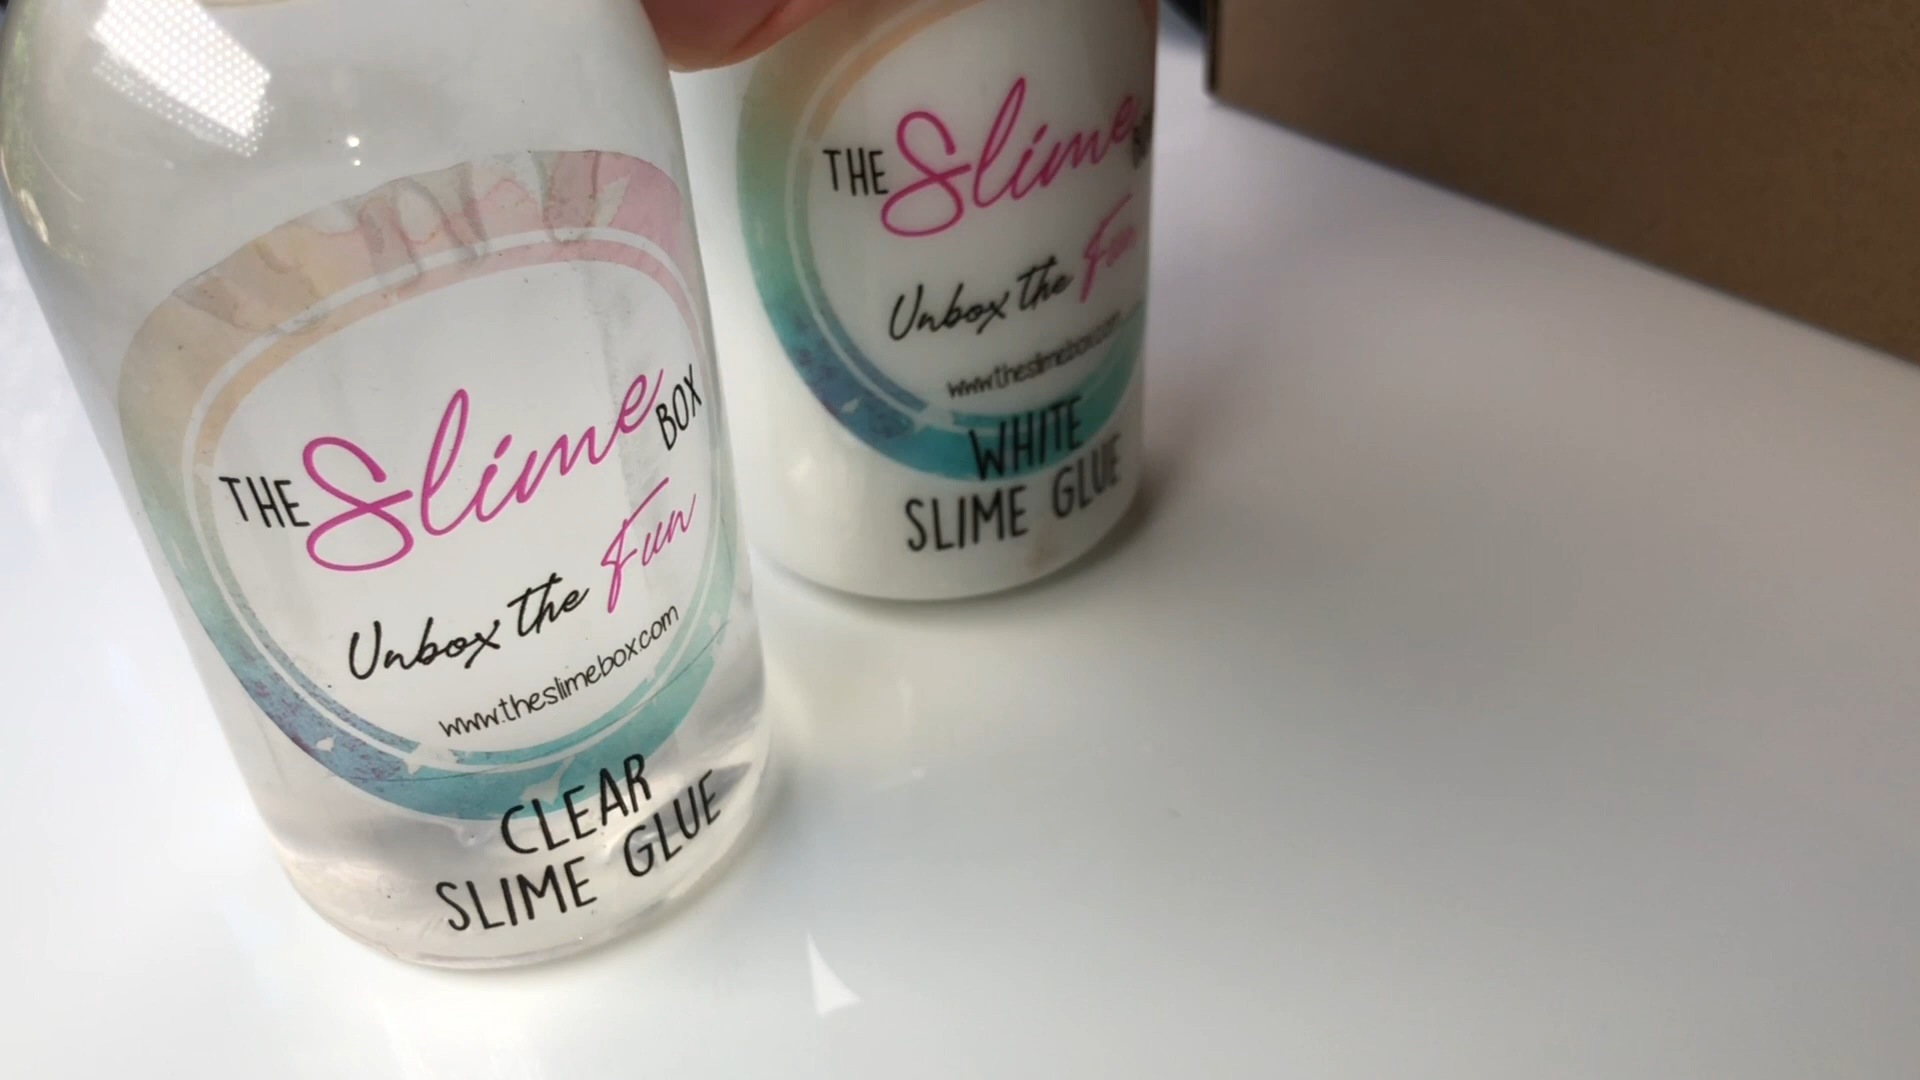 THE Slime BOX
Unbox the Fun
www.theslimebox.com
CLEAR
SLIME GLUE
THE Slime
Unbox the Fun
www.theslimebox.com
WHITE
SLIME GLUE